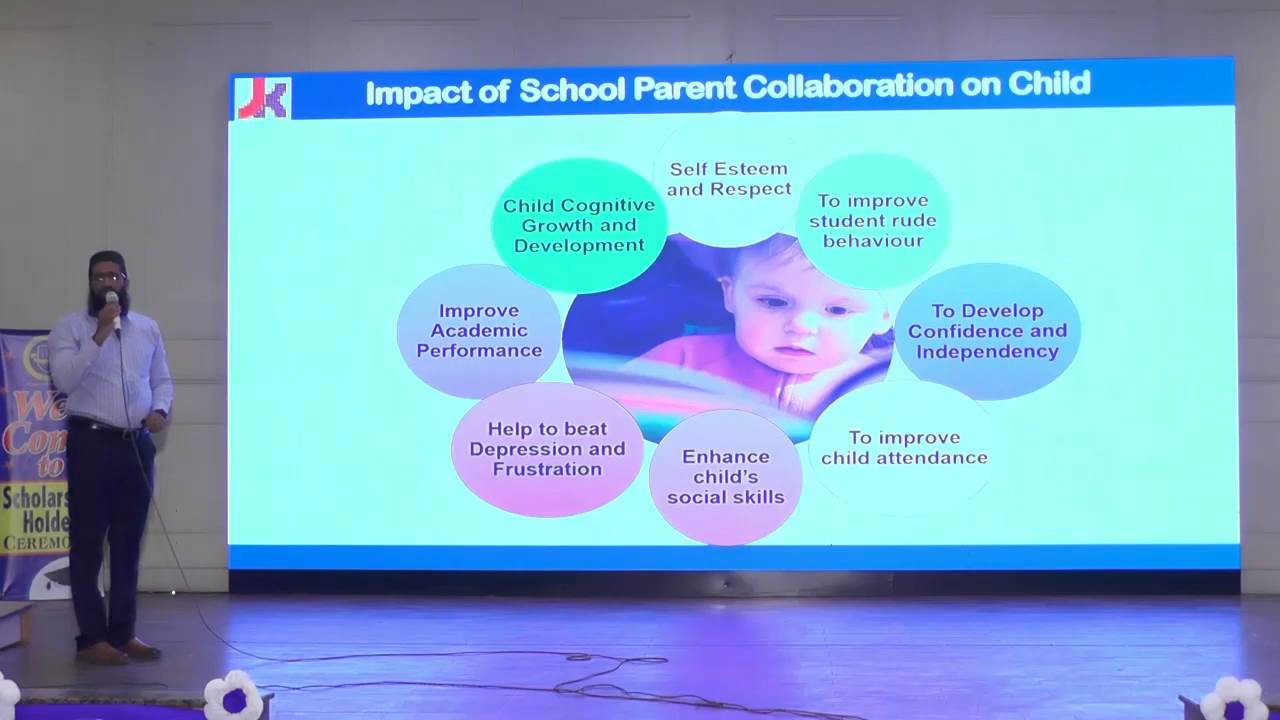 JK
Impact of School Parent Collaboration on Child
Self Esteem
and Respect
To improve
student rude
behaviour
To Develop
Confidence and
Independency
To improve
child attendance
Enhance
child's
social skills
Help to beat
Depression and
Frustration
Improve
Academic
Performance
Child Cognitive
Growth and
Development
We
Com
to
Scholars
Holde
CEREMO